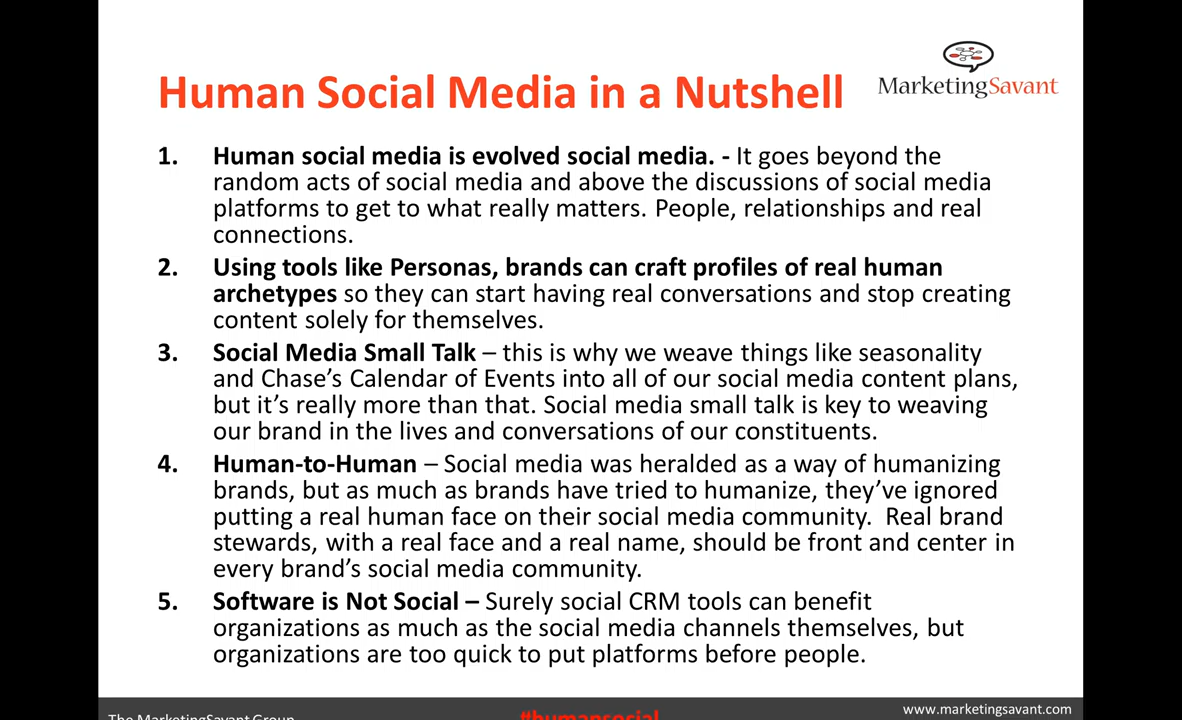 Human Social Media in a Nutshell
MarketingSavant
1. Human social media is evolved social media. - It goes beyond the
random acts of social media and above the discussions of social media
platforms to get to what really matters. People, relationships and real
connections.
2. Using tools like Personas, brands can craft profiles of real human
archetypes so they can start having real conversations and stop creating
content solely for themselves.
3. Social Media Small Talk – this is why we weave things like seasonality
and Chase’s Calendar of Events into all of our social media content plans,
but it’s really more than that. Social media small talk is key to weaving
our brand in the lives and conversations of our constituents.
4. Human-to-Human – Social media was heralded as a way of humanizing
brands, but as much as brands have tried to humanize, they’ve ignored
putting a real human face on their social media community.  Real brand
stewards, with a real face and a real name, should be front and center in
every brand’s social media community.
5. Software is Not Social – Surely social CRM tools can benefit
organizations as much as the social media channels themselves, but
organizations are too quick to put platforms before people.
The MarketingSavant Group
#humansocial
www.marketingsavant.com